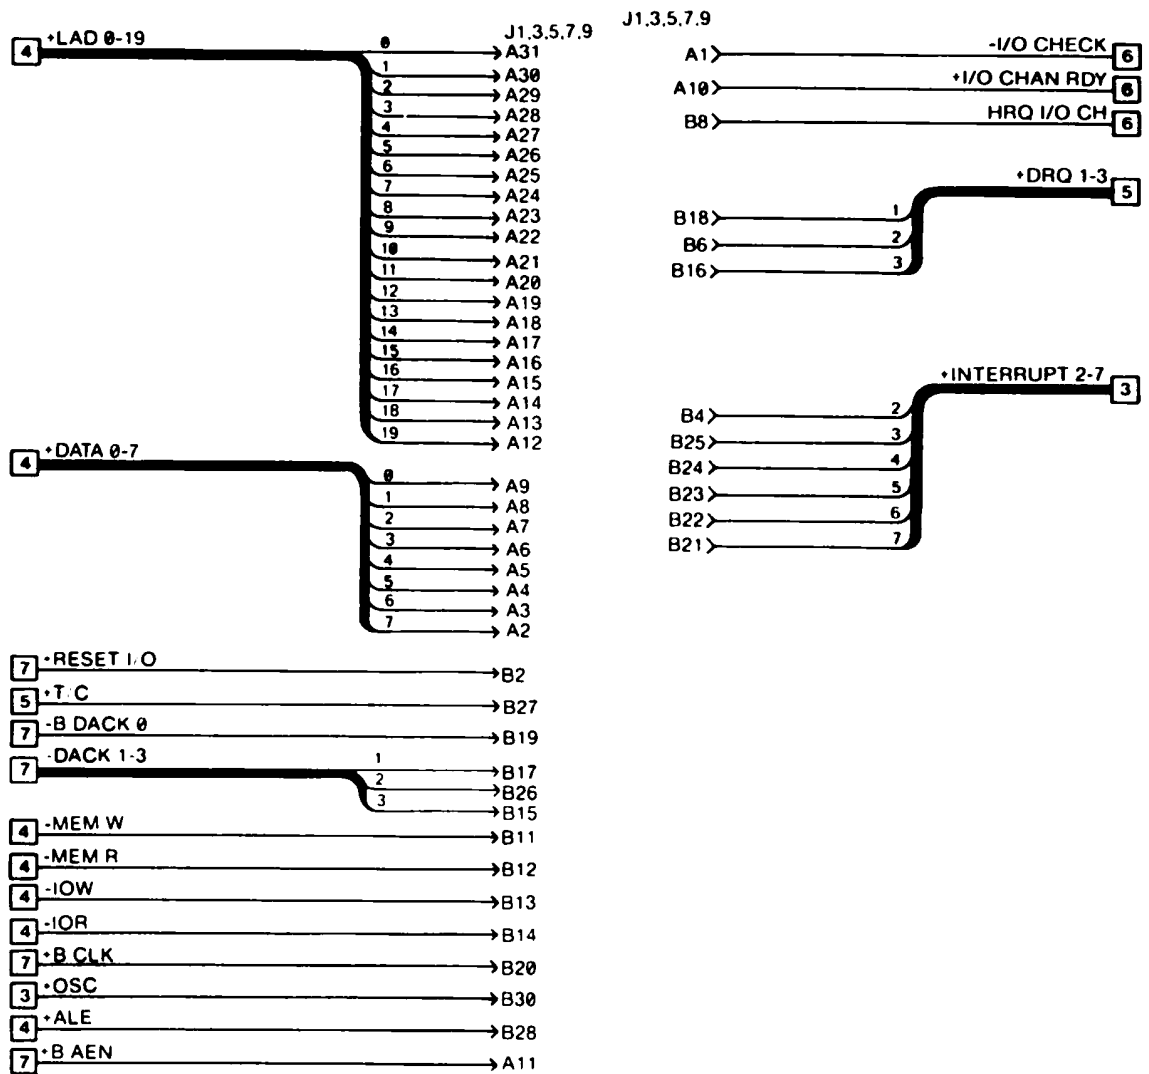 J1,3,5,7,9
4 +LAD 0-19
0 A31
1 A30
2 A29
3 A28
4 A27
5 A26
6 A25
7 A24
8 A23
9 A22
10 A21
11 A20
12 A19
13 A18
14 A17
15 A16
16 A15
17 A14
18 A13
19 A12
4 +DATA 0-7
0 A9
1 A8
2 A7
3 A6
4 A5
5 A4
6 A3
7 A2
7 +RESET I/O B2
5 +T/C B27
7 -B DACK 0 B19
7 -DACK 1-3
1 B17
2 B26
3 B15
4 -MEM W B11
4 -MEM R B12
4 -IOW B13
4 -IOR B14
7 +B CLK B20
3 +OSC B30
4 +ALE B28
7 +B AEN A11
J1,3,5,7,9
A1 -I/O CHECK 6
A10 +I/O CHAN RDY 6
B8 HRQ I/O CH 6
+DRQ 1-3 5
B18 1
B6 2
B16 3
+INTERRUPT 2-7 3
B4 2
B25 3
B24 4
B23 5
B22 6
B21 7